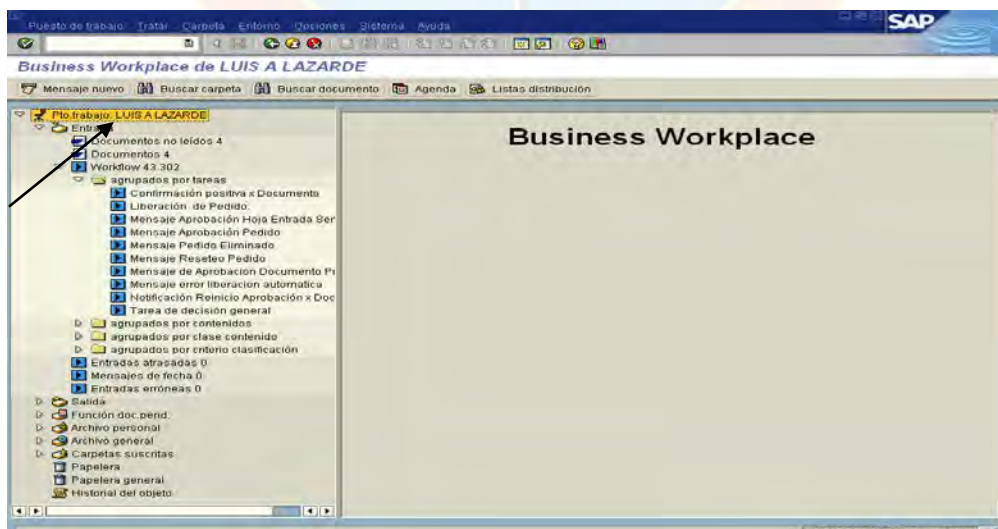 Puesto de trabajo Tratar Carpeta Entorno Opciones Sistema Ayuda
SAP
Business Workplace de LUIS A LAZARDE
Mensaje nuevo Buscar carpeta Buscar documento Agenda Listas distribución
Pto.trabajo: LUIS A LAZARDE
Entrada
Documentos no leídos 4
Documentos 4
Workflow 43.302
agrupados por tareas
Confirmación positiva x Documento
Liberación de Pedido.
Mensaje Aprobación Hoja Entrada Ser
Mensaje Aprobación Pedido
Mensaje Pedido Eliminado
Mensaje Reseteo Pedido
Mensaje de Aprobacion Documento Pr
Mensaje error liberacion automatica
Notificación Reinicio Aprobación x Doc
Tarea de decisión general
agrupados por contenidos
agrupados por clase contenido
agrupados por criterio clasificación
Entradas atrasadas 0
Mensajes de fecha 0
Entradas erróneas 0
Salida
Función doc.pend.
Archivo personal
Archivo general
Carpetas suscritas
Papelera
Papelera general
Historial del objeto
Business Workplace